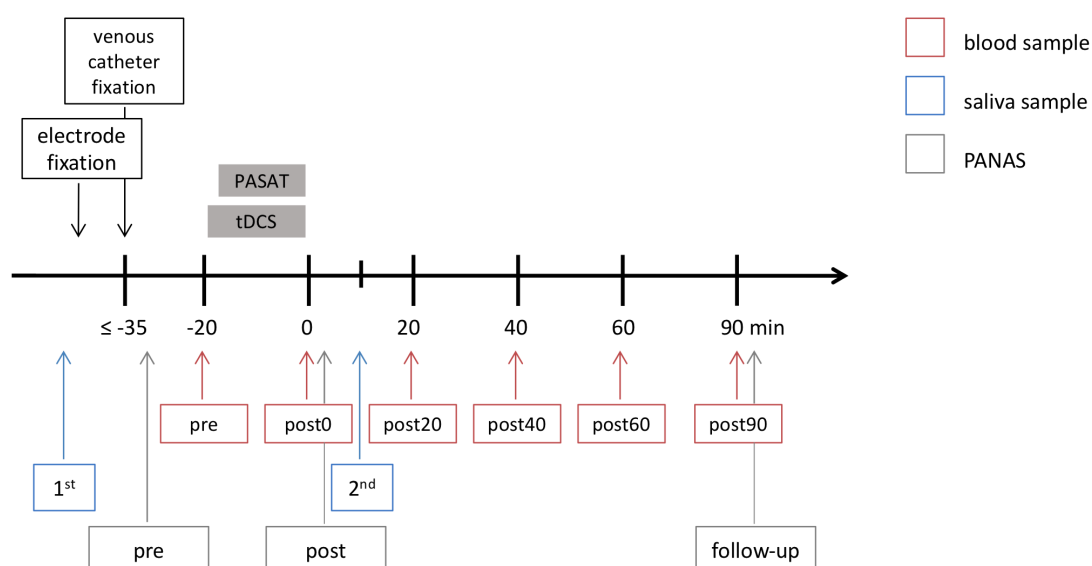 venous
catheter
fixation
electrode
fixation
PASAT
tDCS
blood sample
saliva sample
PANAS
≤ -35 -20 0 20 40 60 90 min
pre post0 post20 post40 post60 post90
1st 2nd
pre post follow-up